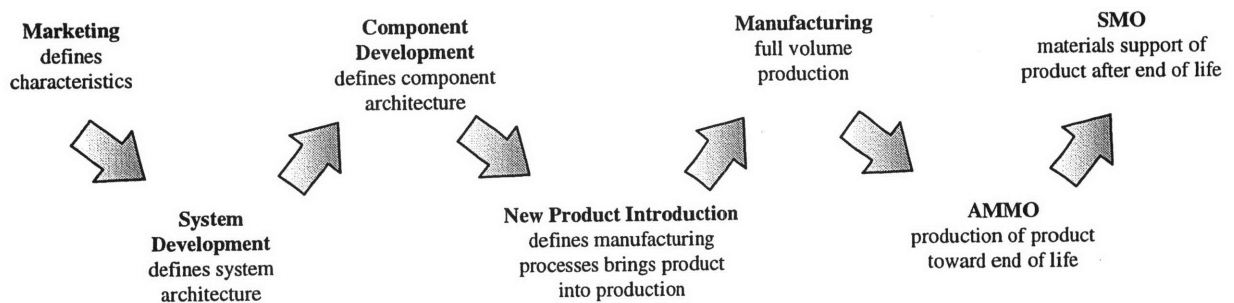 Marketing
defines
characteristics
System
Development
defines system
architecture
Component
Development
defines component
architecture
New Product Introduction
defines manufacturing
processes brings product
into production
Manufacturing
full volume
production
AMMO
production of product
toward end of life
SMO
materials support of
product after end of life